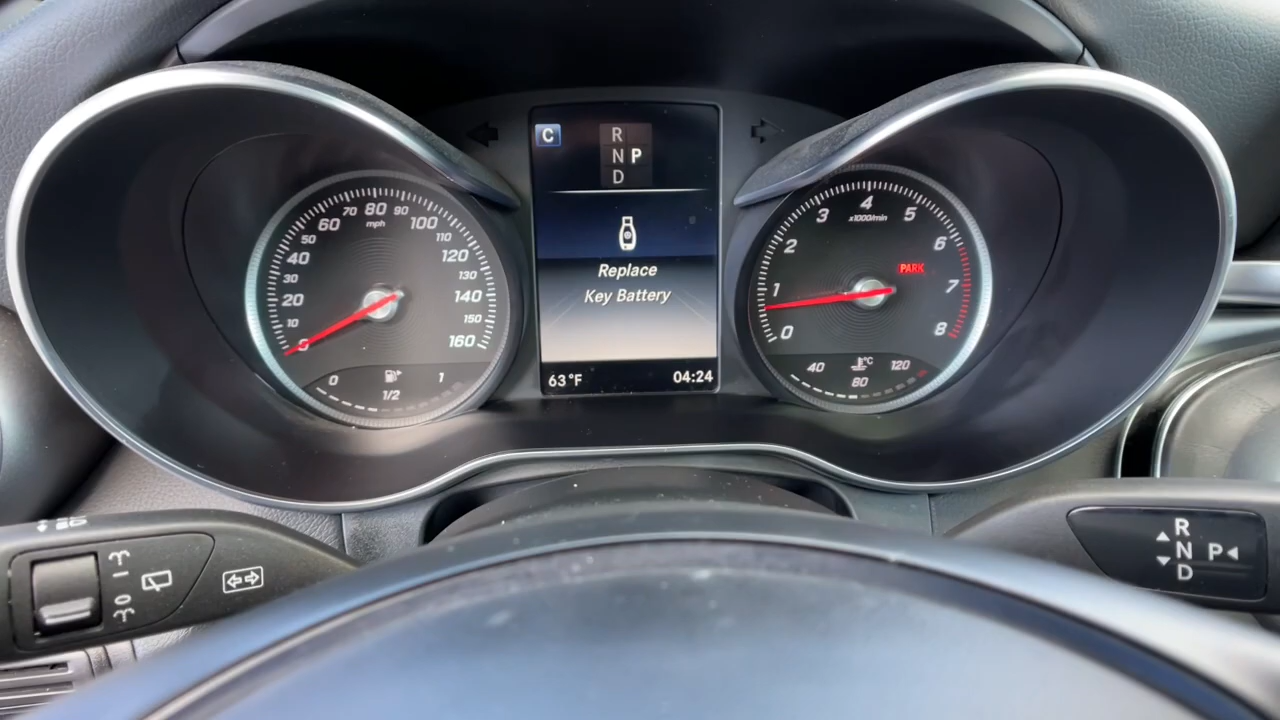 C
R
N P
D
Replace
Key Battery
63°F 04:24
0 10 20 30 40 50 60 70 80 90 100 110 120 130 140 150 160
mph
0 1/2 1
0 1 2 3 4 5 6 7 8
x1000/min
PARK
40 80 120
°C
R
N P
D